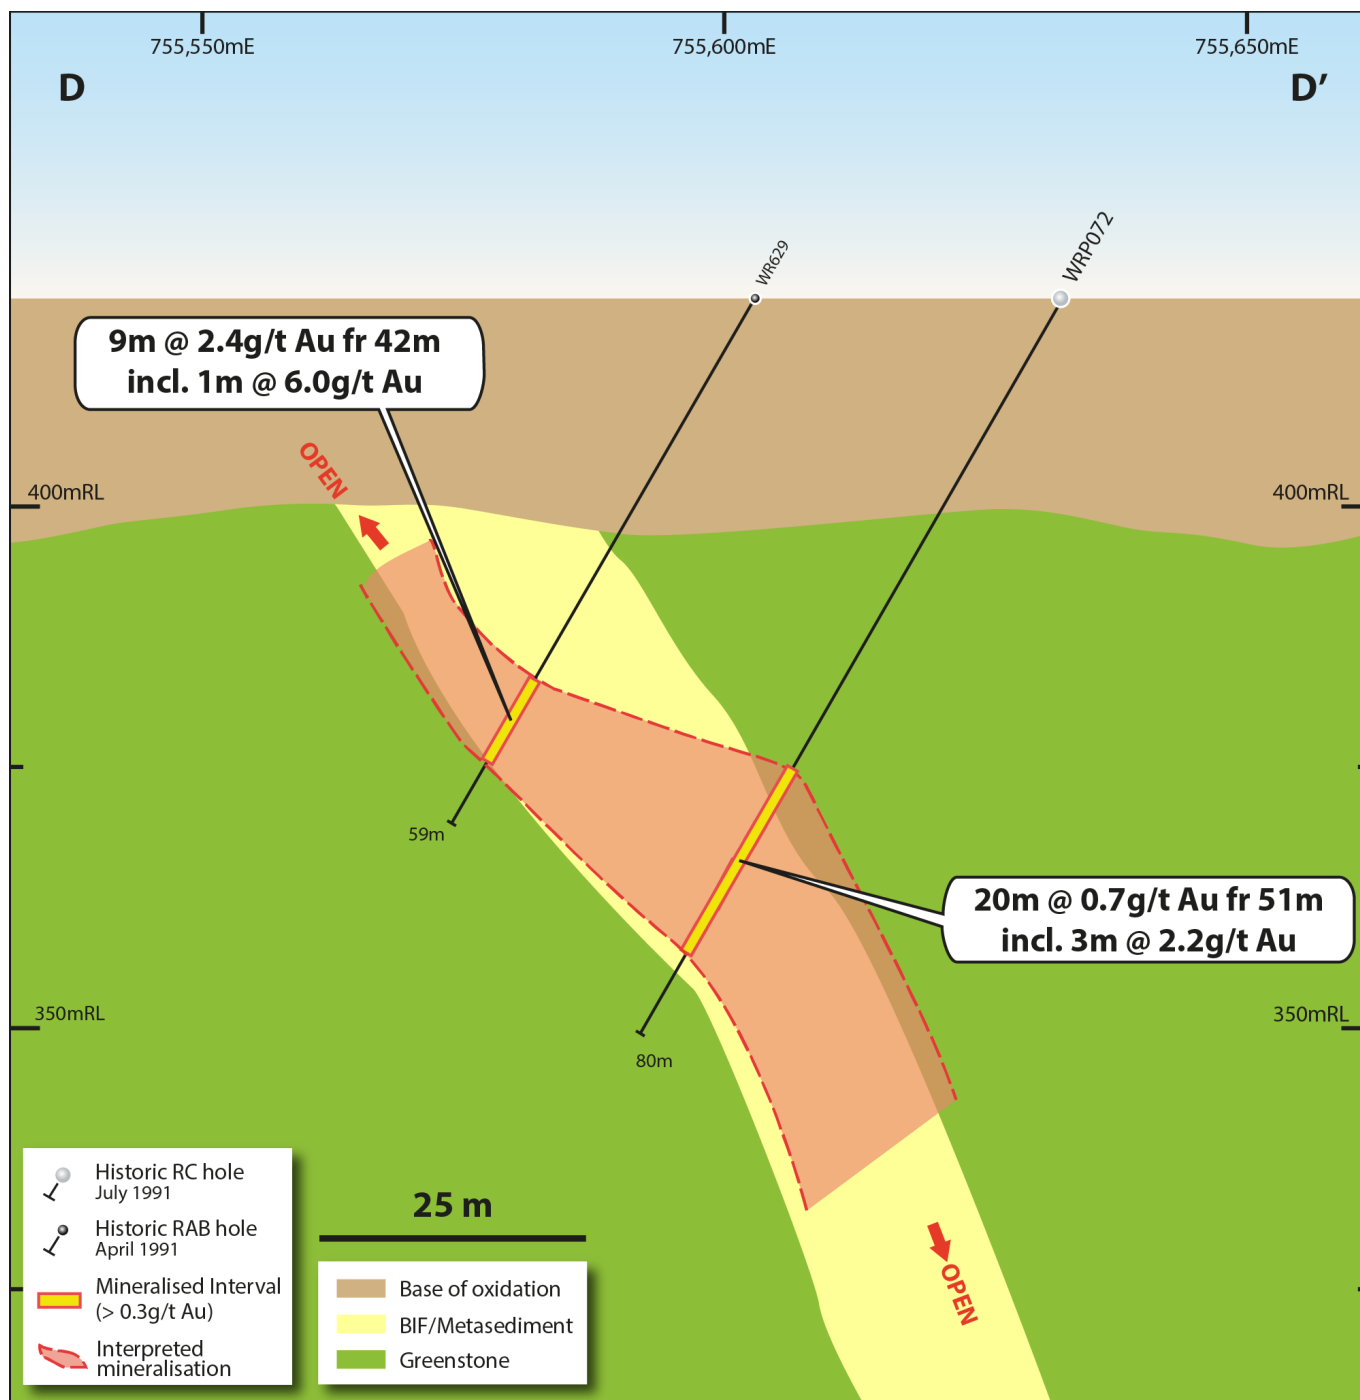 755,550mE
755,600mE
755,650mE
D
D’
WR629
WRP072
9m @ 2.4g/t Au fr 42m
incl. 1m @ 6.0g/t Au
OPEN
400mRL
400mRL
59m
20m @ 0.7g/t Au fr 51m
incl. 3m @ 2.2g/t Au
350mRL
350mRL
80m
Historic RC hole
July 1991
Historic RAB hole
April 1991
Mineralised Interval
(> 0.3g/t Au)
Interpreted
mineralisation
25 m
Base of oxidation
BIF/Metasediment
Greenstone
OPEN